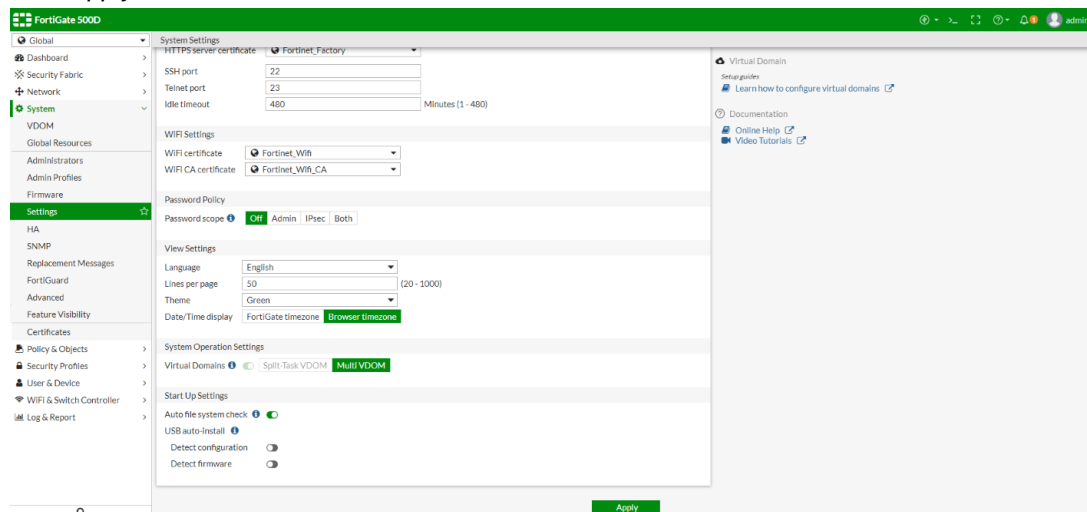 FortiGate 500D
admin
Global
Dashboard
Security Fabric
Network
System
VDOM
Global Resources
Administrators
Admin Profiles
Firmware
Settings
HA
SNMP
Replacement Messages
FortiGuard
Advanced
Feature Visibility
Certificates
Policy & Objects
Security Profiles
User & Device
WiFi & Switch Controller
Log & Report
System Settings
HTTPS server certificate Fortinet_Factory
SSH port 22
Telnet port 23
Idle timeout 480 Minutes (1 - 480)
WiFi Settings
WiFi certificate Fortinet_Wifi
WiFi CA certificate Fortinet_Wifi_CA
Password Policy
Password scope Off Admin IPsec Both
View Settings
Language English
Lines per page 50 (20 - 1000)
Theme Green
Date/Time display FortiGate timezone Browser timezone
System Operation Settings
Virtual Domains Split-Task VDOM Multi VDOM
Start Up Settings
Auto file system check
USB auto-install
Detect configuration
Detect firmware
Apply
Virtual Domain
Setup guides
Learn how to configure virtual domains
Documentation
Online Help
Video Tutorials